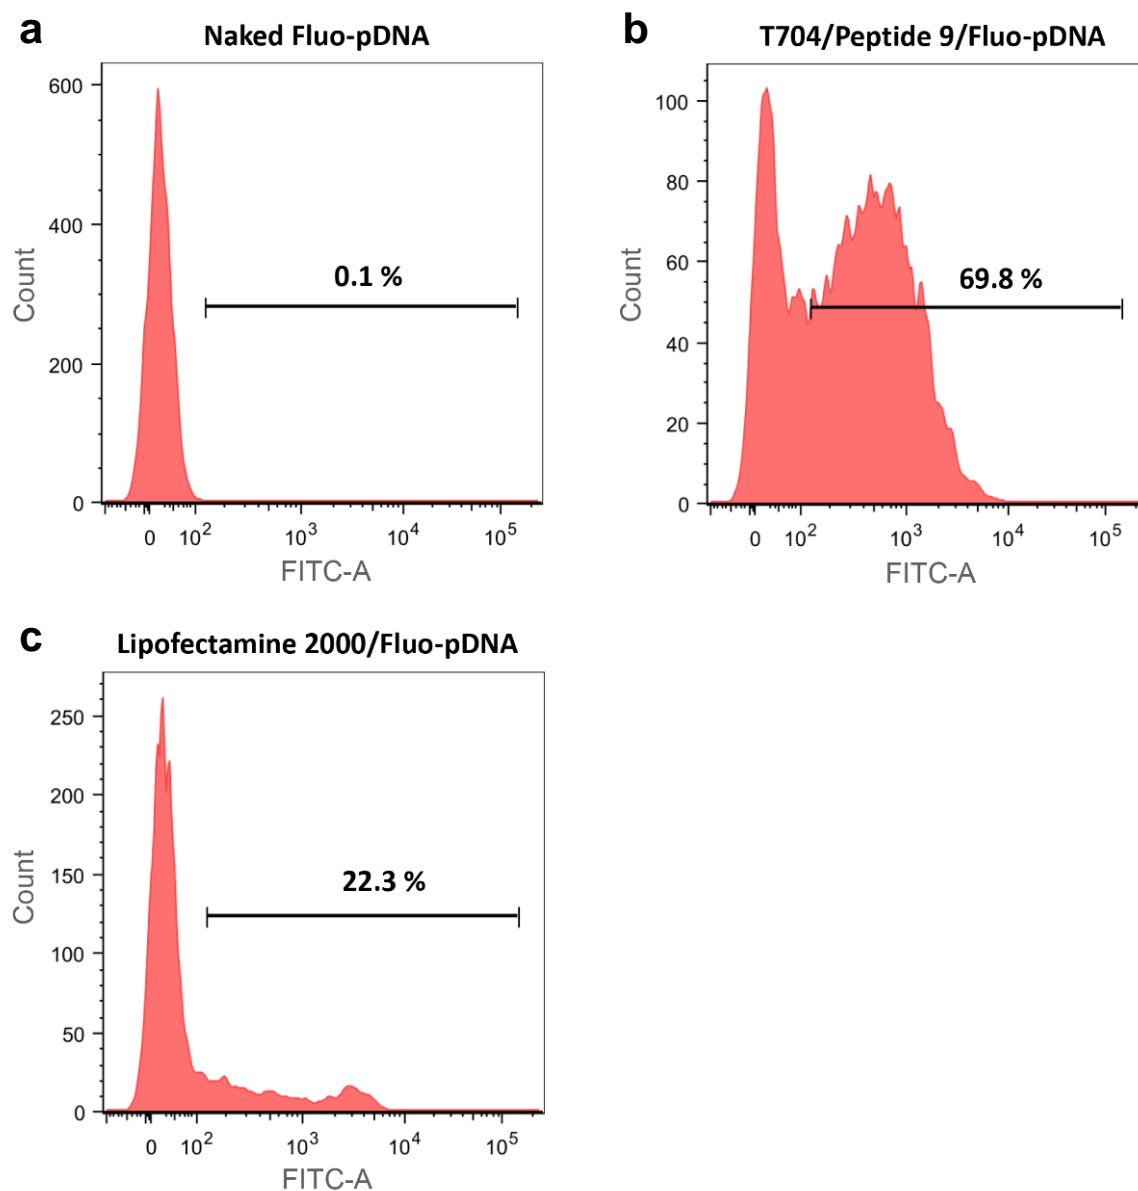 a
Naked Fluo-pDNA
600
400
200
0
Count
0.1 %
0 10² 10³ 10⁴ 10⁵
FITC-A
b
T704/Peptide 9/Fluo-pDNA
100
80
60
40
20
0
Count
69.8 %
0 10² 10³ 10⁴ 10⁵
FITC-A
c
Lipofectamine 2000/Fluo-pDNA
250
200
150
100
50
0
Count
22.3 %
0 10² 10³ 10⁴ 10⁵
FITC-A